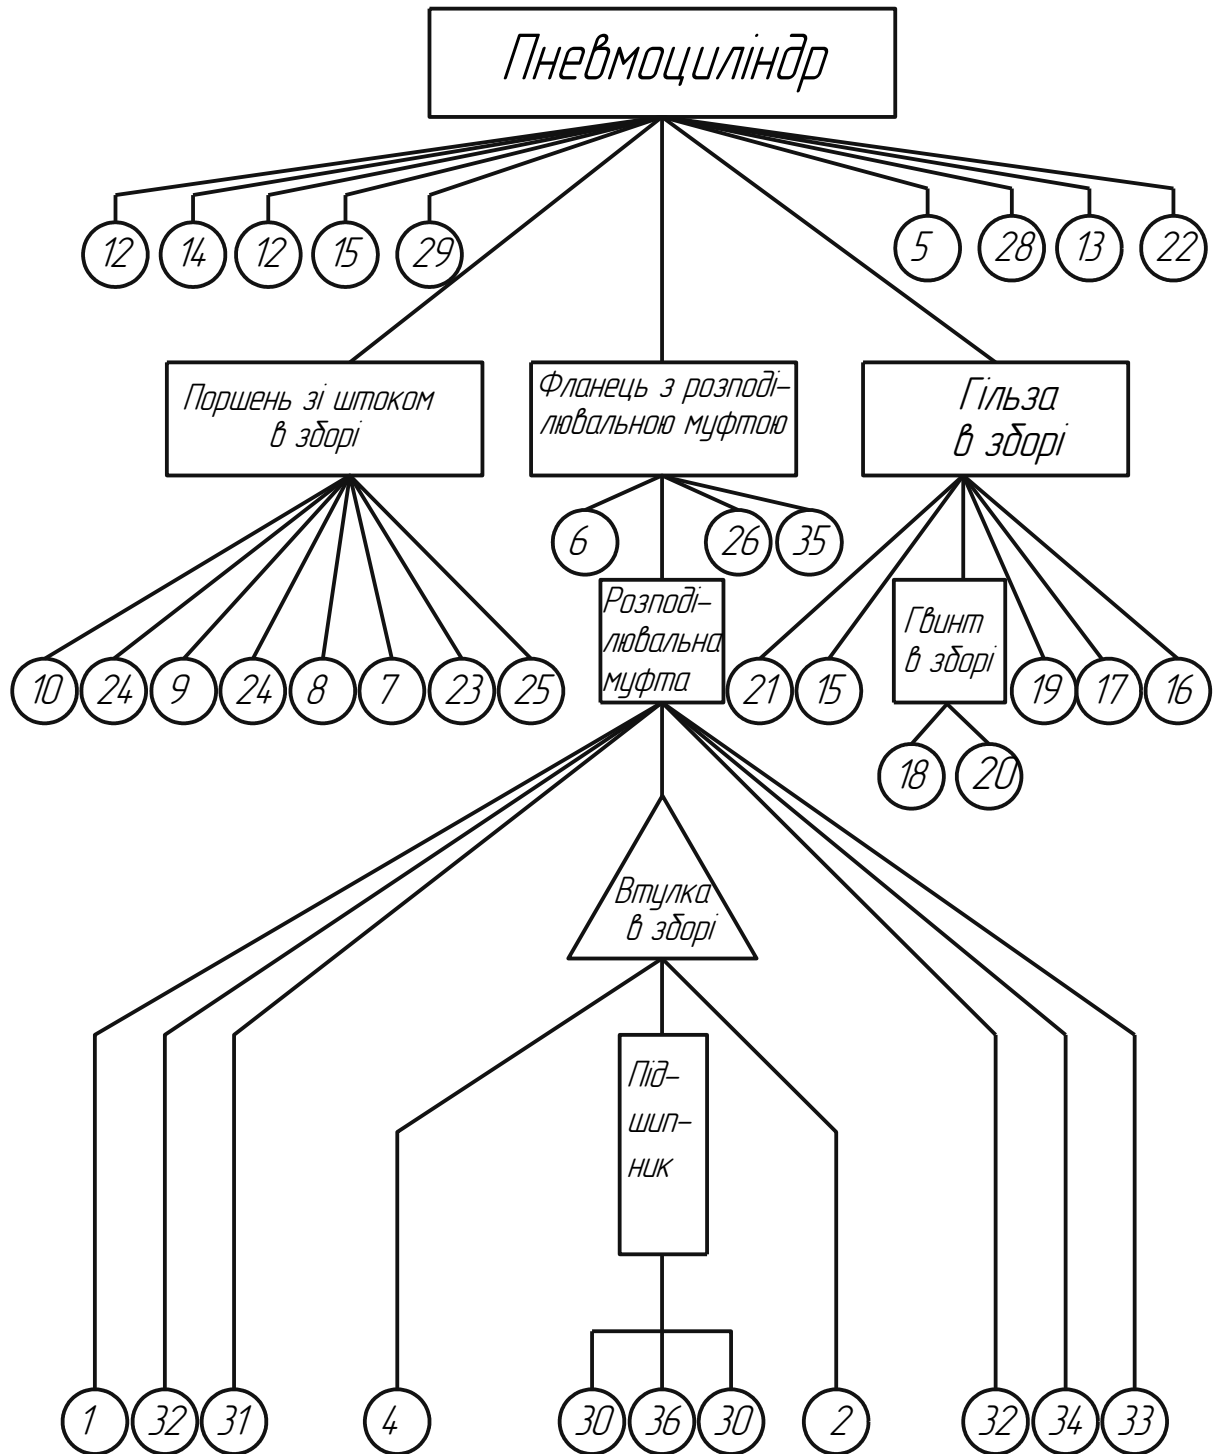 Пневмоциліндр
12 14 12 15 29 5 28 13 22
Поршень зі штоком
в зборі
Фланець з розподі-
лювальною муфтою
Гільза
в зборі
6 26 35
Розподі-
лювальна
муфта
Гвинт
в зборі
10 24 9 24 8 7 23 25 21 15 19 17 16
18 20
Втулка
в зборі
Під-
шип-
ник
1 32 31 4 30 36 30 2 32 34 33